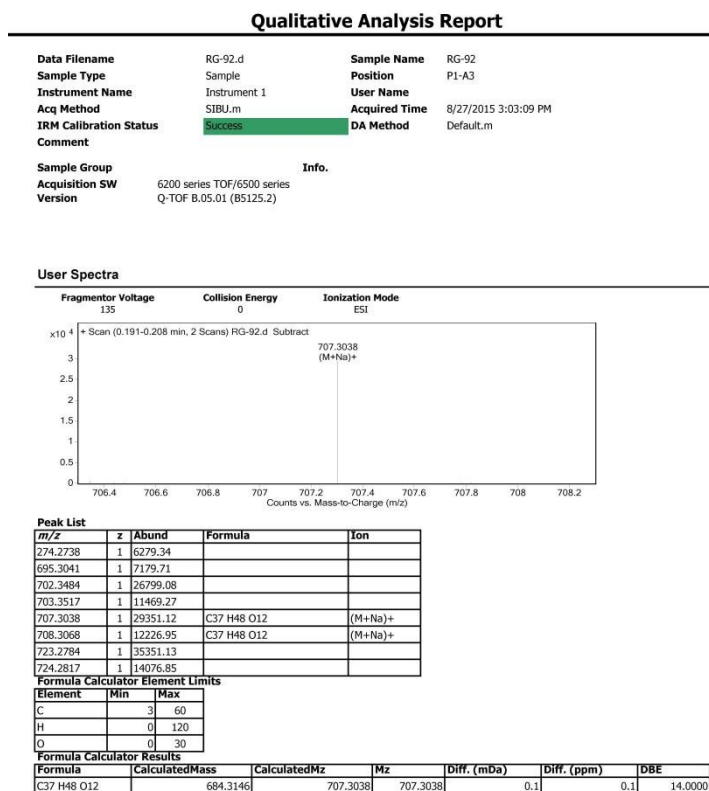 Qualitative Analysis Report
Data Filename RG-92.d Sample Name RG-92
Sample Type Sample Position P1-A3
Instrument Name Instrument 1 User Name
Acq Method SIBU.m Acquired Time 8/27/2015 3:03:09 PM
IRM Calibration Status Success DA Method Default.m
Comment
Sample Group Info.
Acquisition SW 6200 series TOF/6500 series
Version Q-TOF B.05.01 (B5125.2)
User Spectra
Fragmentor Voltage Collision Energy Ionization Mode
135 0 ESI
x10 4 + Scan (0.191-0.208 min, 2 Scans) RG-92.d Subtract
707.3038
(M+Na)+
3
2.5
2
1.5
1
0.5
0
706.4 706.6 706.8 707 707.2 707.4 707.6 707.8 708 708.2
Counts vs. Mass-to-Charge (m/z)
Peak List
m/z z Abund Formula Ion
274.2738 1 6279.34
695.3041 1 7179.71
702.3484 1 26799.08
703.3517 1 11469.27
707.3038 1 29351.12 C37 H48 O12 (M+Na)+
708.3068 1 12226.95 C37 H48 O12 (M+Na)+
723.2784 1 35351.13
724.2817 1 14076.85
Formula Calculator Element Limits
Element Min Max
C 3 60
H 0 120
O 0 30
Formula Calculator Results
Formula CalculatedMass CalculatedMz Mz Diff. (mDa) Diff. (ppm) DBE
C37 H48 O12 684.3146 707.3038 707.3038 0.1 0.1 14.0000